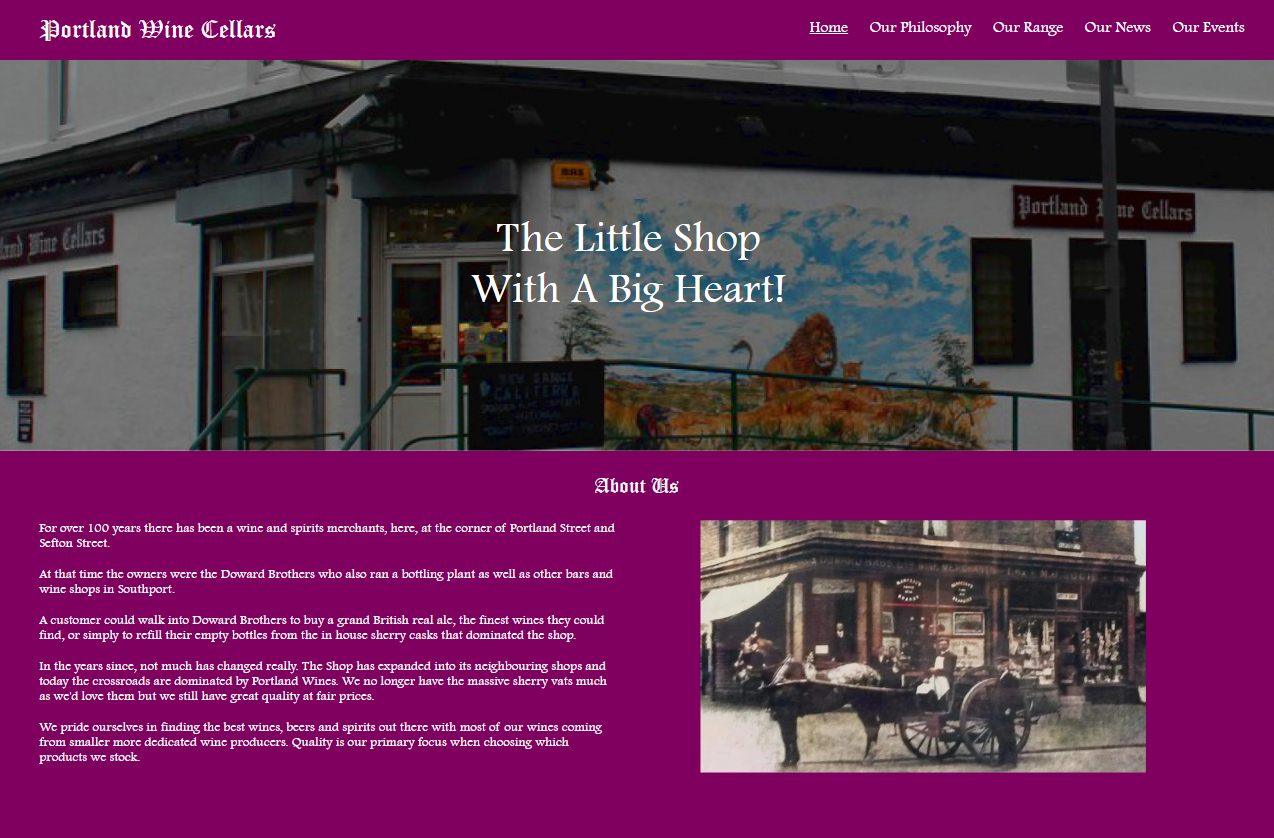 Portland Wine Cellars
Home Our Philosophy Our Range Our News Our Events
BRS
Portland Wine Cellars
land Wine Cellars
The Little Shop
With A Big Heart!
About Us
For over 100 years there has been a wine and spirits merchants, here, at the corner of Portland Street and
Sefton Street.
At that time the owners were the Doward Brothers who also ran a bottling plant as well as other bars and
wine shops in Southport.
A customer could walk into Doward Brothers to buy a grand British real ale, the finest wines they could
find, or simply to refill their empty bottles from the in house sherry casks that dominated the shop.
In the years since, not much has changed really. The Shop has expanded into its neighbouring shops and
today the crossroads are dominated by Portland Wines. We no longer have the massive sherry vats much
as we'd love them but we still have great quality at fair prices.
We pride ourselves in finding the best wines, beers and spirits out there with most of our wines coming
from smaller more dedicated wine producers. Quality is our primary focus when choosing which
products we stock.